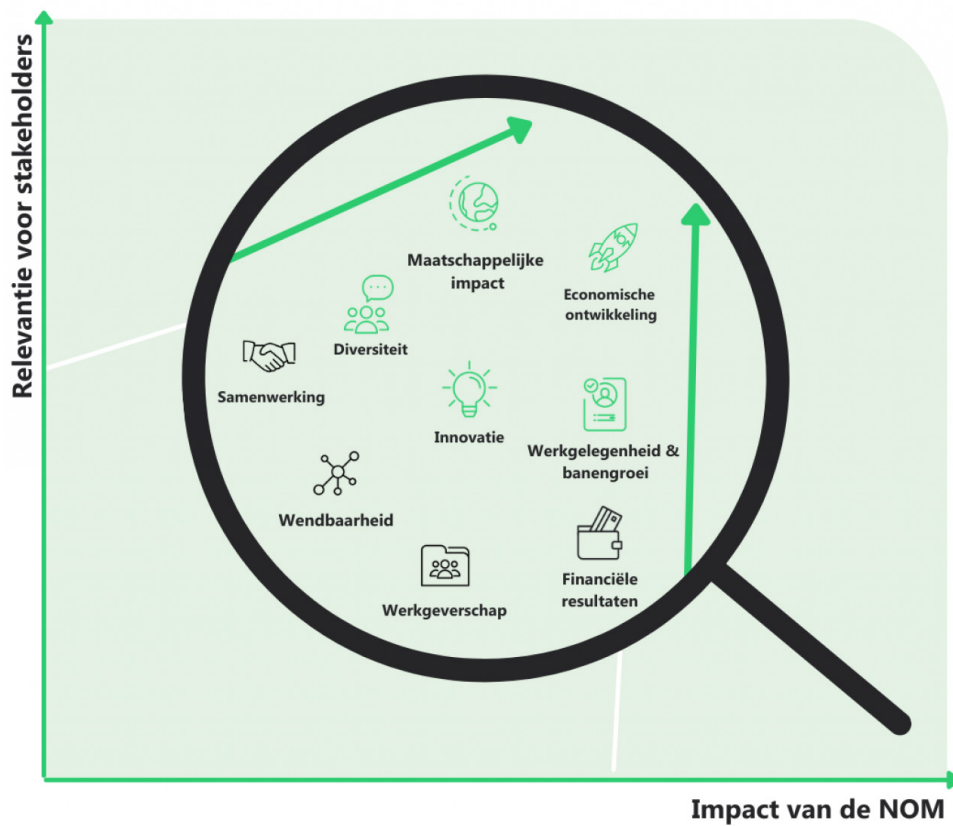 Relevantie voor stakeholders
Maatschappelijke
impact
Economische
ontwikkeling
Diversiteit
Samenwerking
Innovatie
Werkgelegenheid &
banengroei
Wendbaarheid
Financiële
resultaten
Werkgeverschap
Impact van de NOM